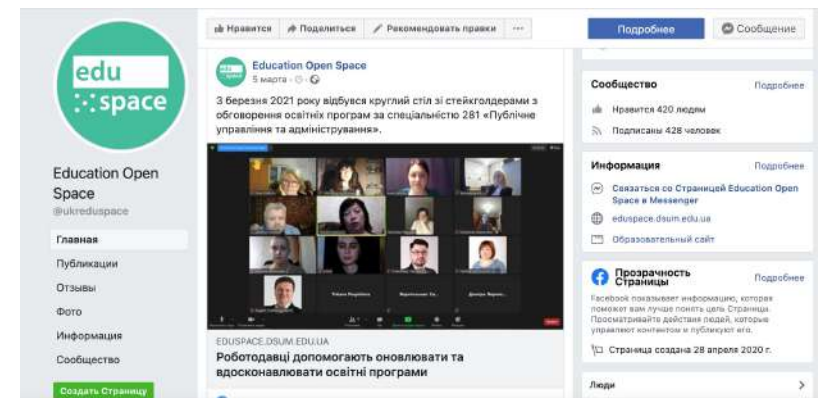 edu
space
Education Open
Space
@ukreduspace
Главная
Публикации
Отзывы
Фото
Информация
Сообщество
Создать Страницу
Нравится Поделиться Рекомендовать правки ...
Education Open Space
5 марта
3 березня 2021 року відбувся круглий стіл зі стейкголдерами з
обговорення освітніх програм за спеціальністю 281 «Публічне
управління та адміністрування».
EDUSPACE.DSUM.EDU.UA
Роботодавці допомогають оновлювати та
вдосконавлювати освітні програми
Подробнее Сообщение
Сообщество Подробнее
Нравится 420 людям
Подписаны 428 человек
Информация Подробнее
Связаться со Страницей Education Open
Space в Messenger
eduspace.dsum.edu.ua
Образовательный сайт
Прозрачность
Страницы Подробнее
Facebook показывает информацию, которая
поможет вам лучше понять цель Страницы.
Просматривайте действия людей, которые
управляют контентом и публикуют его.
Страница создана 28 апреля 2020 г.
Люди